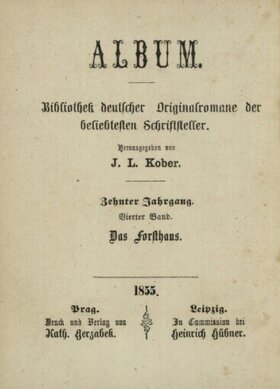 ALBUM.
Bibliothek deutscher Originalromane der
beliebtesten Schriftsteller.
Herausgegeben von
J. L. Kober.
Zehnter Jahrgang.
Vierter Band.
Das Forsthaus.
1855.
Prag.
Druck und Verlag von
Kath. Gerzabek.
Leipzig.
In Commission bei
Heinrich Hübner.